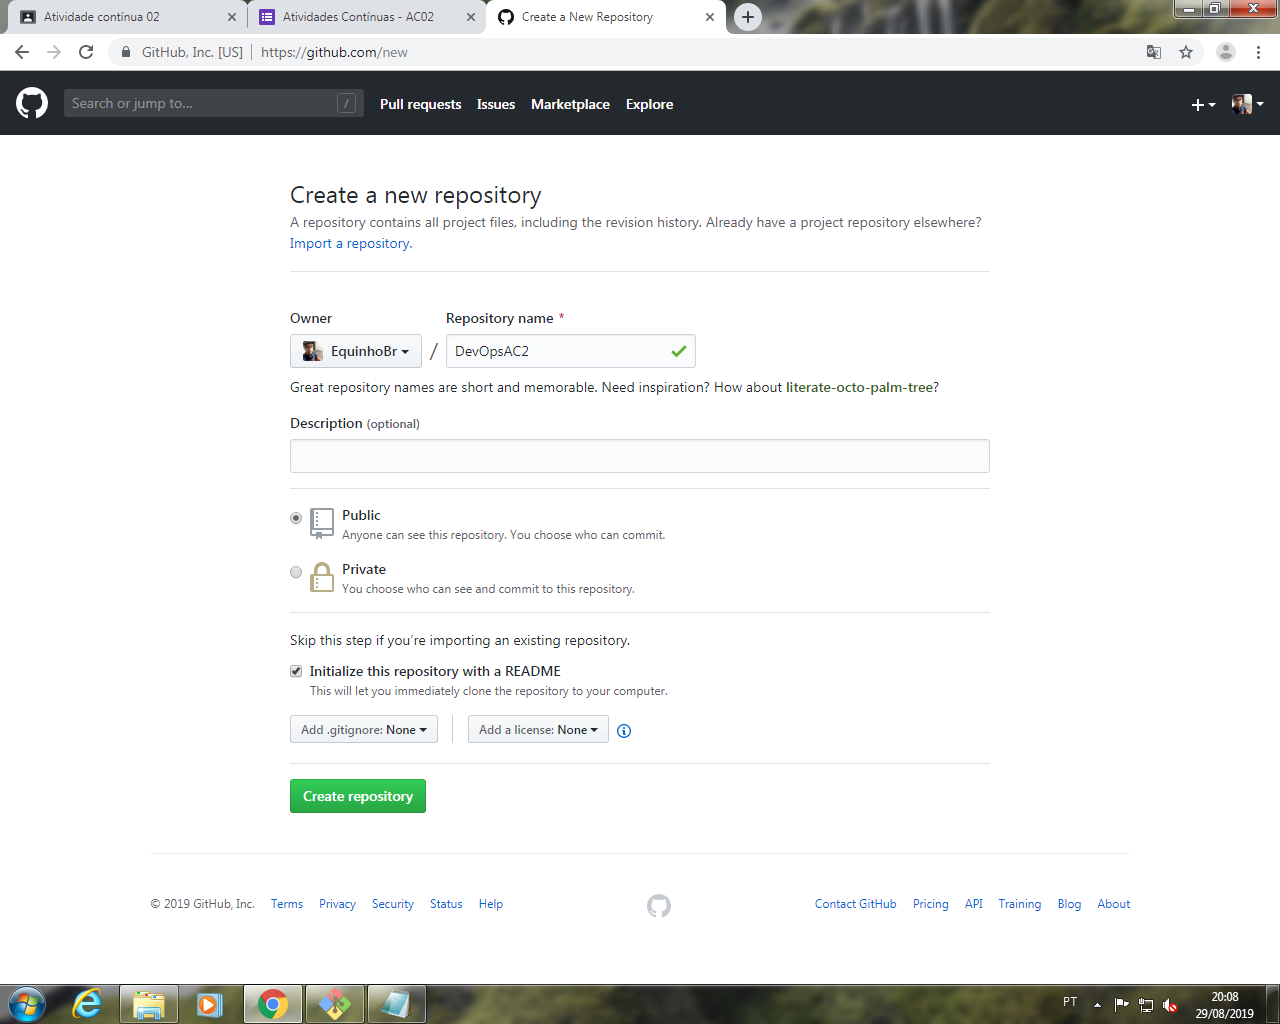 Atividade contínua 02
Atividades Contínuas - AC02
Create a New Repository
GitHub, Inc. [US]
https://github.com/new
Search or jump to...
/
Pull requests
Issues
Marketplace
Explore
Create a new repository
A repository contains all project files, including the revision history. Already have a project repository elsewhere?
Import a repository.
Owner
Repository name *
EquinhoBr
/
DevOpsAC2
Great repository names are short and memorable. Need inspiration? How about literate-octo-palm-tree?
Description (optional)
Public
Anyone can see this repository. You choose who can commit.
Private
You choose who can see and commit to this repository.
Skip this step if you're importing an existing repository.
Initialize this repository with a README
This will let you immediately clone the repository to your computer.
Add .gitignore: None
Add a license: None
Create repository
© 2019 GitHub, Inc.
Terms
Privacy
Security
Status
Help
Contact GitHub
Pricing
API
Training
Blog
About
PT
20:08
29/08/2019